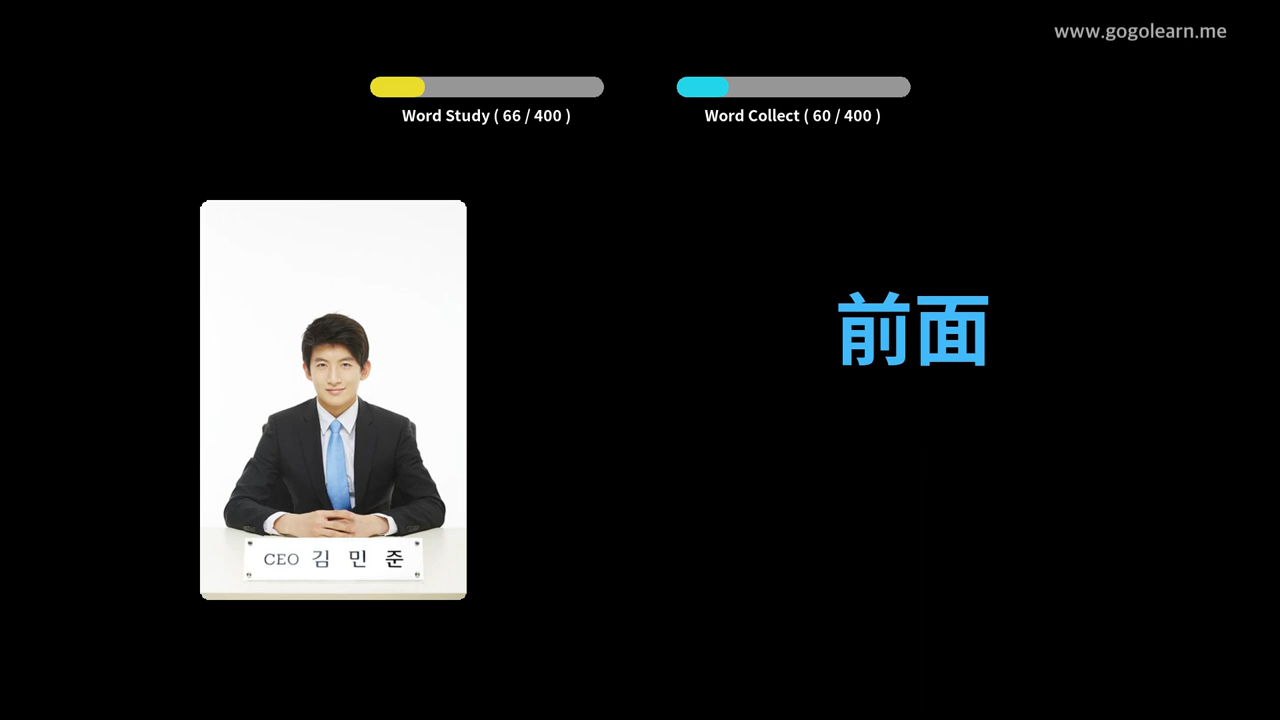 www.gogolearn.me
Word Study ( 66 / 400 )
Word Collect ( 60 / 400 )
前面
CEO 김 민 준